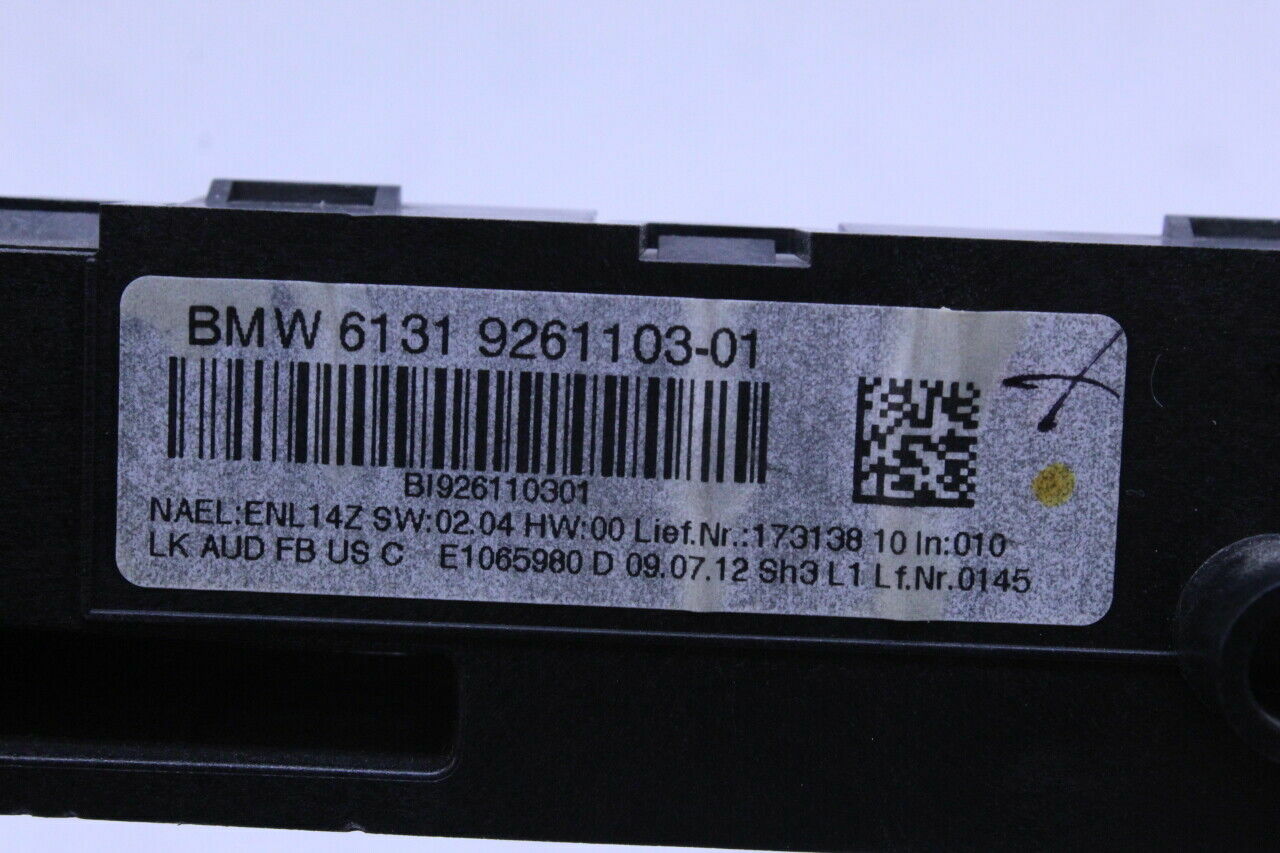 BMW 6131 9261103-01
BI926110301
NAEL:ENL14Z SW:02.04 HW:00 Lief.Nr.:173138 10 In:010
LK AUD FB US C E1065980 D 09.07.12 Sh3 L1 Lf.Nr.0145